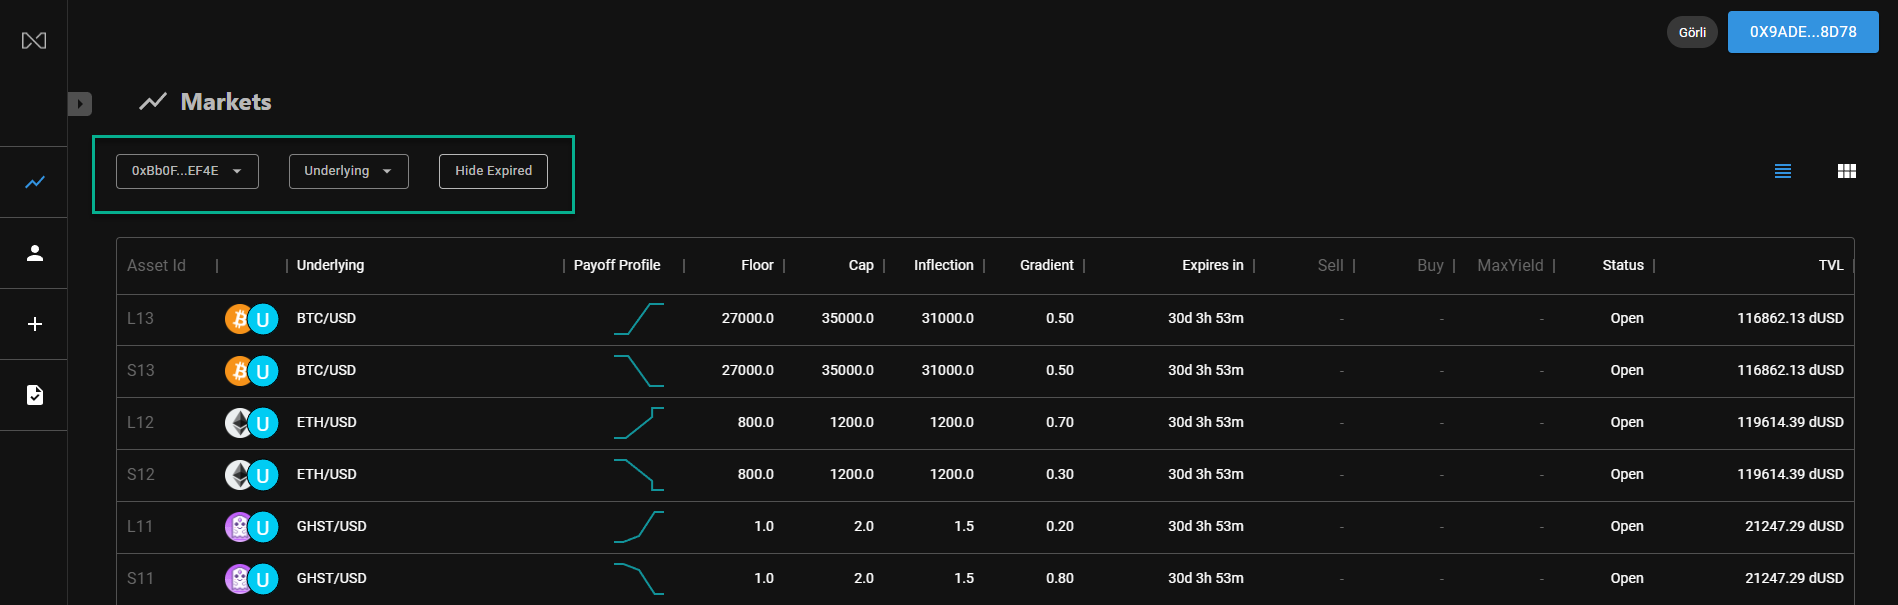 Görli 0X9ADE...8D78
Markets
0xBb0F...EF4E Underlying Hide Expired
Asset Id Underlying Payoff Profile Floor Cap Inflection Gradient Expires in Sell Buy MaxYield Status TVL
L13 U BTC/USD 27000.0 35000.0 31000.0 0.50 30d 3h 53m - - - Open 116862.13 dUSD
S13 U BTC/USD 27000.0 35000.0 31000.0 0.50 30d 3h 53m - - - Open 116862.13 dUSD
L12 U ETH/USD 800.0 1200.0 1200.0 0.70 30d 3h 53m - - - Open 119614.39 dUSD
S12 U ETH/USD 800.0 1200.0 1200.0 0.30 30d 3h 53m - - - Open 119614.39 dUSD
L11 U GHST/USD 1.0 2.0 1.5 0.20 30d 3h 53m - - - Open 21247.29 dUSD
S11 U GHST/USD 1.0 2.0 1.5 0.80 30d 3h 53m - - - Open 21247.29 dUSD